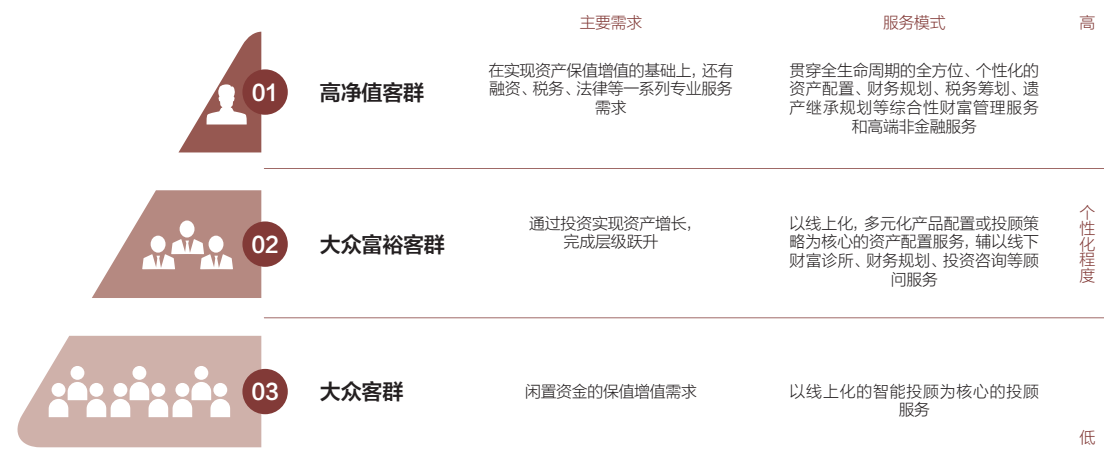 主要需求
服务模式
高
01
高净值客群
在实现资产保值增值的基础上, 还有
融资、税务、法律等一系列专业服务
需求
贯穿全生命周期的全方位、个性化的
资产配置、财务规划、税务筹划、遗
产继承规划等综合性财富管理服务
和高端非金融服务
02
大众富裕客群
通过投资实现资产增长,
完成层级跃升
以线上化, 多元化产品配置或投顾策
略为核心的资产配置服务, 辅以线下
财富诊所、财务规划、投资咨询等顾
问服务
个性化程度
03
大众客群
闲置资金的保值增值需求
以线上化的智能投顾为核心的投顾
服务
低